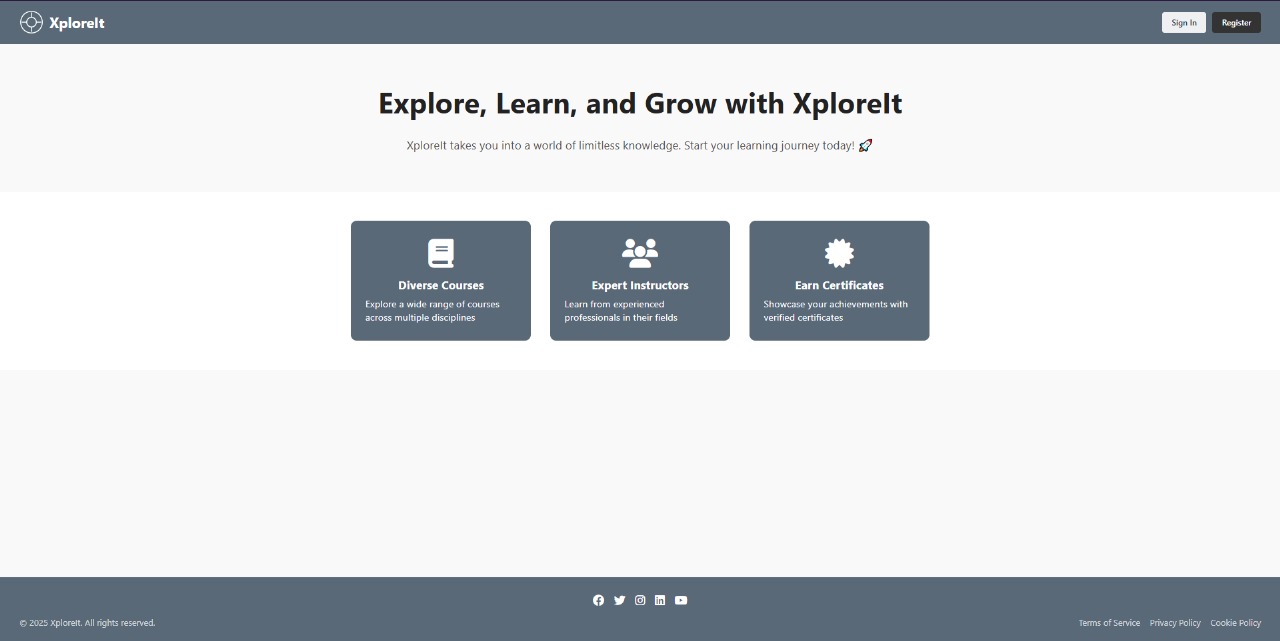 XploreIt
Sign In
Register
Explore, Learn, and Grow with XploreIt
XploreIt takes you into a world of limitless knowledge. Start your learning journey today! 🚀
Diverse Courses
Explore a wide range of courses
across multiple disciplines
Expert Instructors
Learn from experienced
professionals in their fields
Earn Certificates
Showcase your achievements with
verified certificates
© 2025 XploreIt. All rights reserved.
Terms of Service
Privacy Policy
Cookie Policy